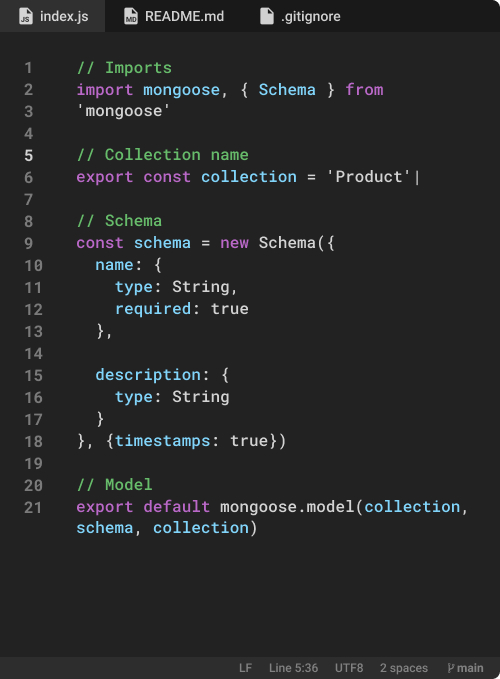 index.js README.md .gitignore
1 // Imports
2 import mongoose, { Schema } from
3 'mongoose'
4
5 // Collection name
6 export const collection = 'Product'|
7
8 // Schema
9 const schema = new Schema({
10 name: {
11 type: String,
12 required: true
13 },
14
15 description: {
16 type: String
17 }
18 }, {timestamps: true})
19
20 // Model
21 export default mongoose.model(collection,
schema, collection)
LF Line 5:36 UTF8 2 spaces main